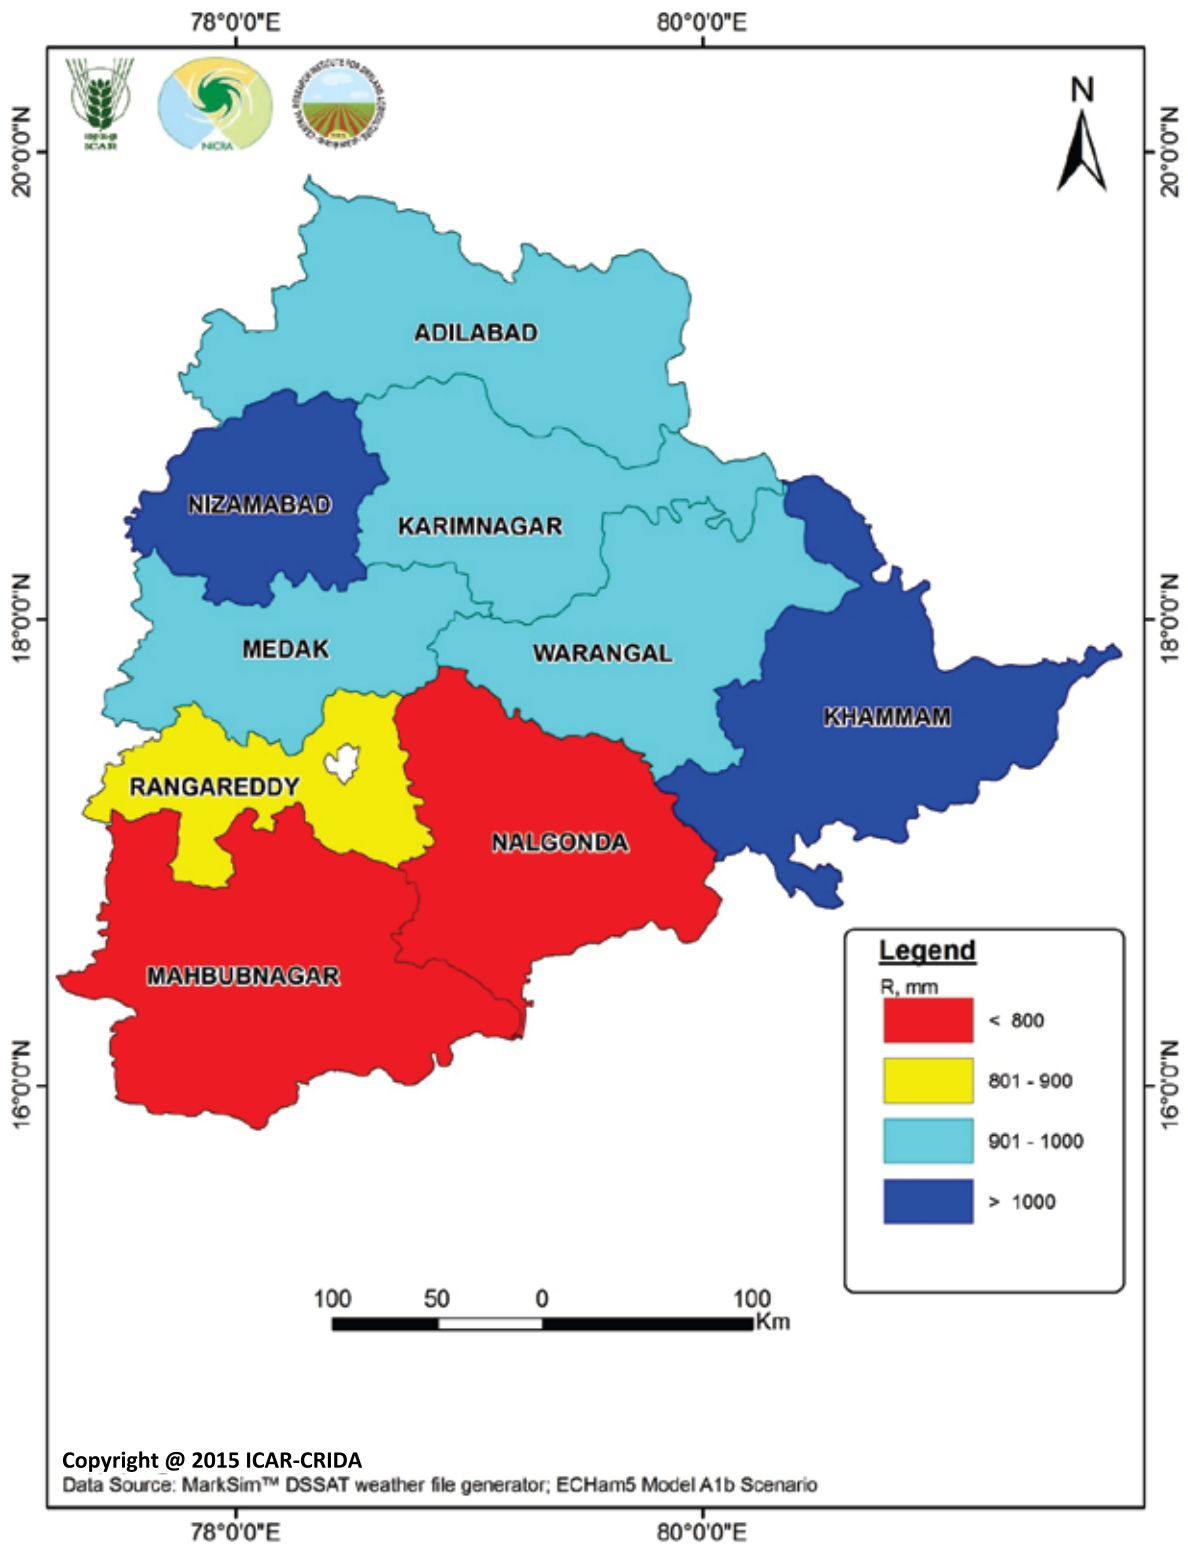 78°0'0"E 80°0'0"E
20°0'0"N
18°0'0"N
16°0'0"N
20°0'0"N
18°0'0"N
16°0'0"N
ICAR
NICRA
N
ADILABAD
NIZAMABAD
KARIMNAGAR
MEDAK
WARANGAL
KHAMMAM
RANGAREDDY
NALGONDA
MAHBUBNAGAR
Legend
R, mm
< 800
801 - 900
901 - 1000
> 1000
100 50 0 100
Km
Copyright @ 2015 ICAR-CRIDA
Data Source: MarkSim™ DSSAT weather file generator; ECHam5 Model A1b Scenario
78°0'0"E 80°0'0"E